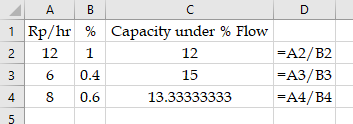 A B C D
1 Rp/hr % Capacity under % Flow
2 12 1 12 =A2/B2
3 6 0.4 15 =A3/B3
4 8 0.6 13.33333333 =A4/B4
5